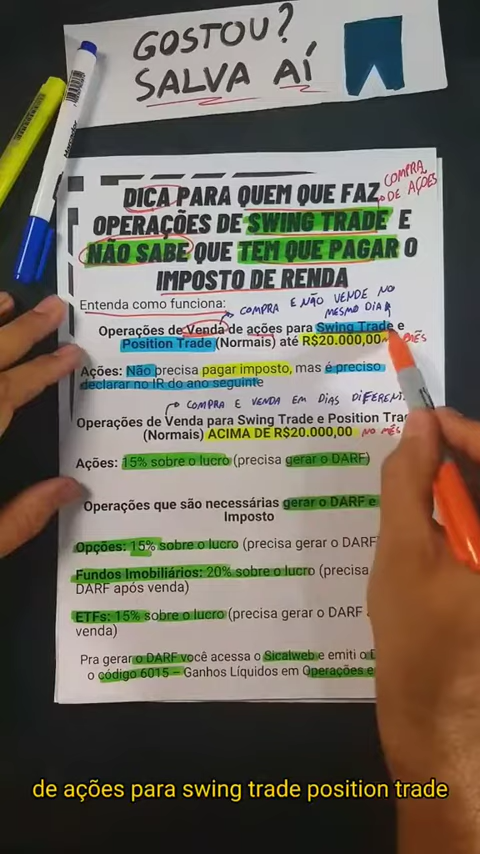 GOSTOU?
SALVA AÍ
DICA PARA QUEM QUE FAZ
COMPRA
DE AÇÕES
OPERAÇÕES DE SWING TRADE E
NÃO SABE QUE TEM QUE PAGAR O
IMPOSTO DE RENDA
Entenda como funciona:
COMPRA E NÃO VENDE NO
MESMO DIA
Operações de Venda de ações para Swing Trade e
Position Trade (Normais) até R$20.000,00
Ações: Não precisa pagar imposto, mas é preciso
declarar no IR do ano seguinte
COMPRA E VENDA EM DIAS
Operações de Venda para Swing Trade e Position
(Normais) ACIMA DE R$20.000,00 NO MÊS
Ações: 15% sobre o lucro (precisa gerar o DARF)
Operações que são necessárias gerar o DARF e
Imposto
Opções: 15% sobre o lucro (precisa gerar o DARF
Fundos Imobiliários: 20% sobre o lucro (precisa
DARF após venda)
ETFs: 15% sobre o lucro (precisa gerar o DARF
venda)
Pra gerar o DARF você acessa o Sicalweb e emiti o
o código 6015 – Ganhos Líquidos em Operações e
de ações para swing trade position trade